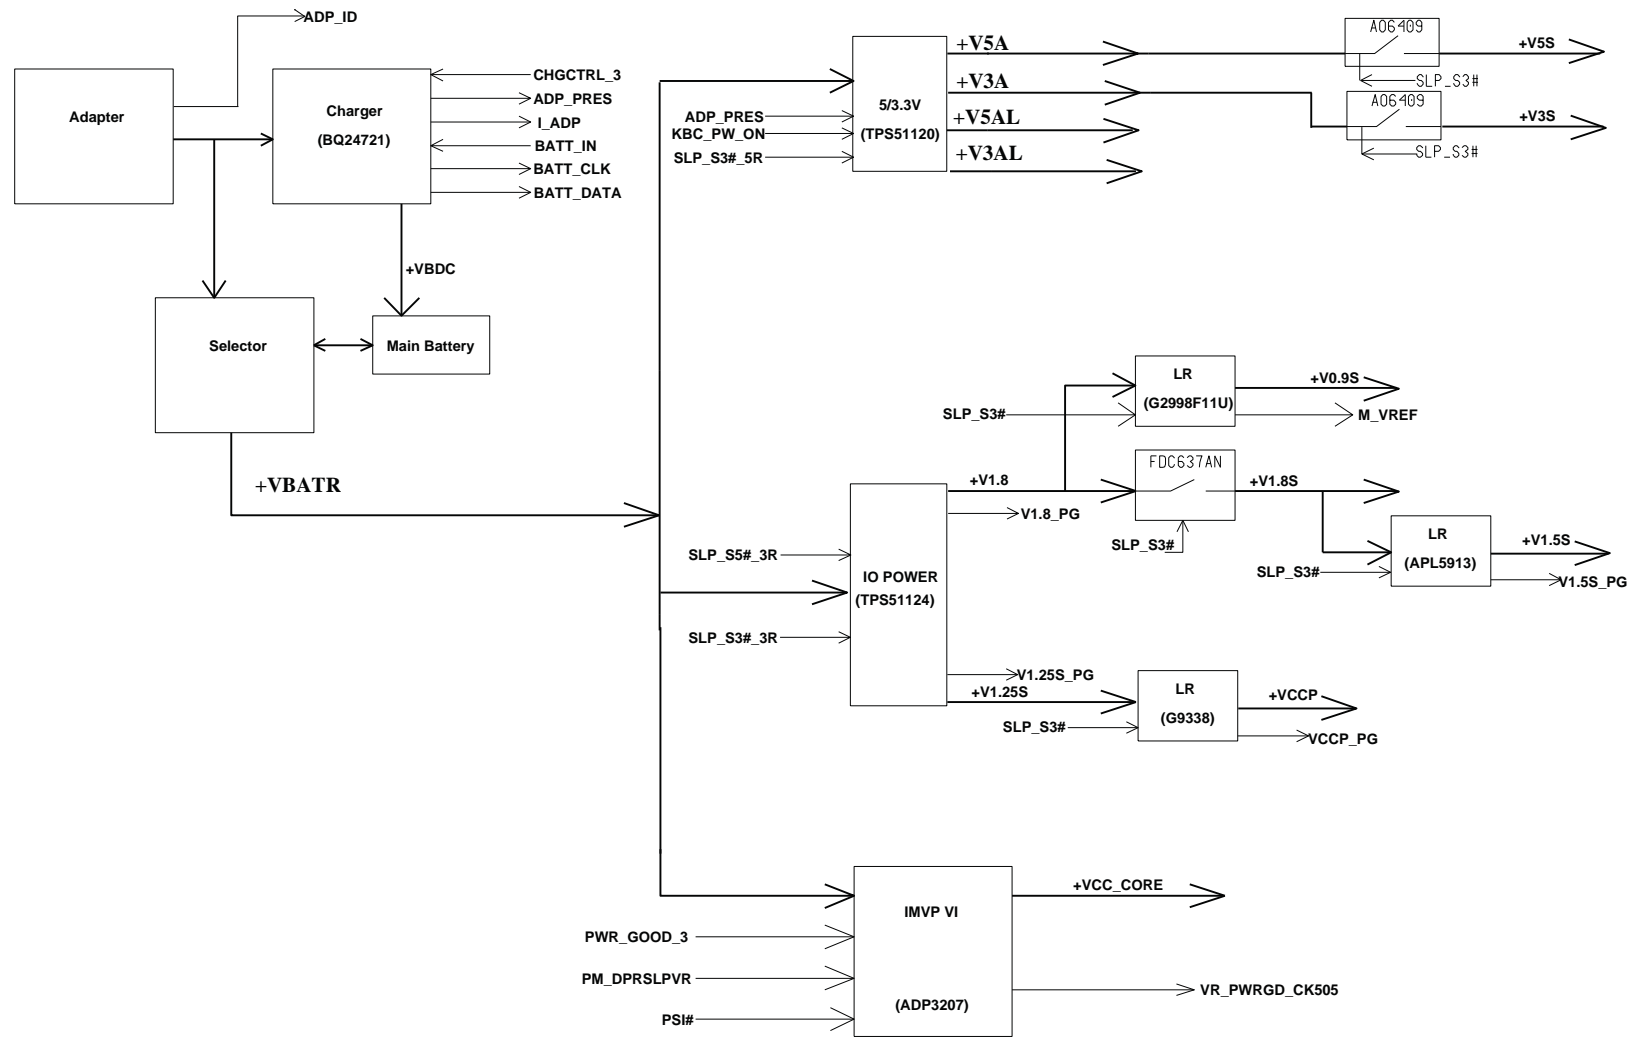 ADP_ID
Adapter
Charger
(BQ24721)
CHGCTRL_3
ADP_PRES
I_ADP
BATT_IN
BATT_CLK
BATT_DATA
+VBDC
Selector
Main Battery
+VBATR
ADP_PRES
KBC_PW_ON
SLP_S3#_5R
5/3.3V
(TPS51120)
+V5A
+V3A
+V5AL
+V3AL
AO6409
+V5S
SLP_S3#
AO6409
+V3S
SLP_S3#
LR
(G2998F11U)
SLP_S3#
+V0.9S
M_VREF
FDC637AN
+V1.8
V1.8_PG
SLP_S3#
+V1.8S
LR
(APL5913)
SLP_S3#
+V1.5S
V1.5S_PG
SLP_S5#_3R
IO POWER
(TPS51124)
SLP_S3#_3R
V1.25S_PG
+V1.25S
SLP_S3#
LR
(G9338)
+VCCP
VCCP_PG
IMVP VI
(ADP3207)
+VCC_CORE
PWR_GOOD_3
PM_DPRSLPVR
PSI#
VR_PWRGD_CK505